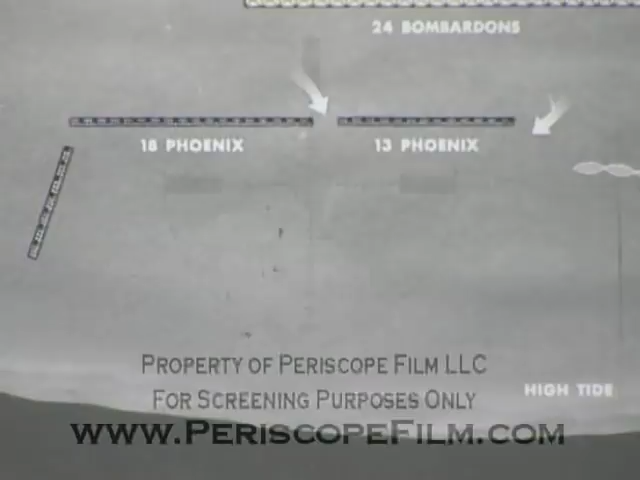 24 BOMBARDONS
18 PHOENIX
13 PHOENIX
PROPERTY OF PERISCOPE FILM LLC
FOR SCREENING PURPOSES ONLY
HIGH TIDE
WWW.PERISCOPEFILM.COM